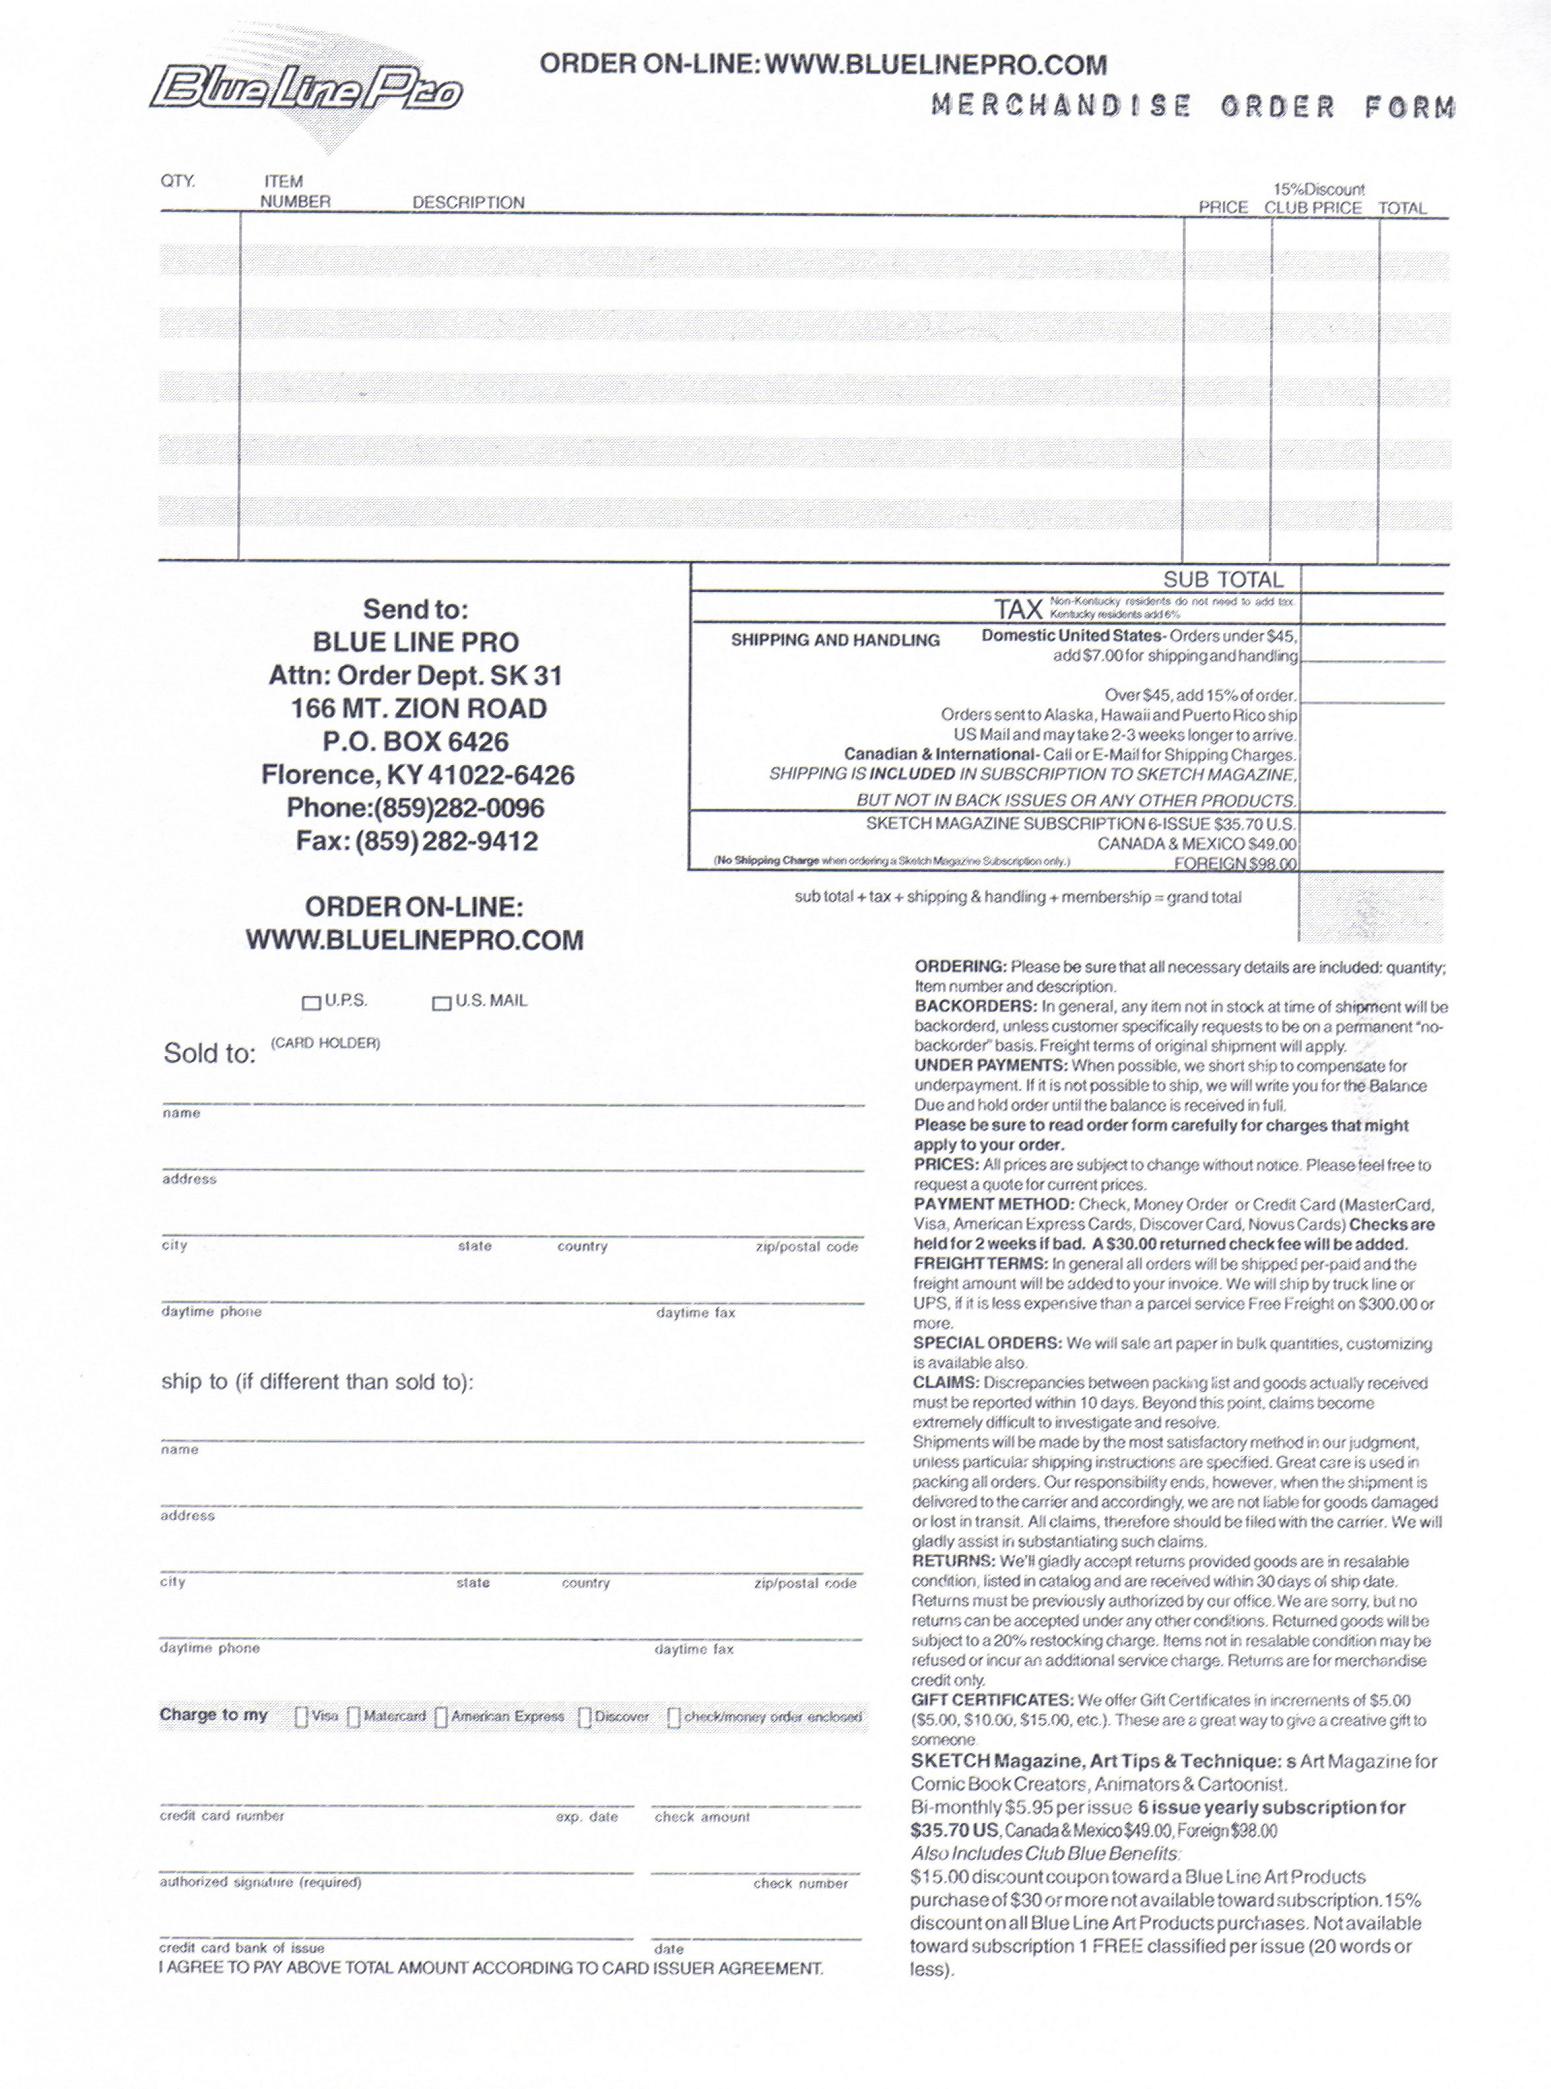 Blue Line Pro
ORDER ON-LINE: WWW.BLUELINEPRO.COM
MERCHANDISE ORDER FORM
QTY.
ITEM
NUMBER
DESCRIPTION
PRICE
15%Discount
CLUB PRICE
TOTAL
Send to:
BLUE LINE PRO
Attn: Order Dept. SK 31
166 MT. ZION ROAD
P.O. BOX 6426
Florence, KY 41022-6426
Phone:(859)282-0096
Fax: (859) 282-9412
ORDER ON-LINE:
WWW.BLUELINEPRO.COM
SUB TOTAL
TAX Non-Kentucky residents do not need to add tax.
Kentucky residents add 6%
SHIPPING AND HANDLING Domestic United States- Orders under $45,
add $7.00 for shipping and handling
Over $45, add 15% of order.
Orders sent to Alaska, Hawaii and Puerto Rico ship
US Mail and may take 2-3 weeks longer to arrive.
Canadian & International- Call or E-Mail for Shipping Charges.
SHIPPING IS INCLUDED IN SUBSCRIPTION TO SKETCH MAGAZINE,
BUT NOT IN BACK ISSUES OR ANY OTHER PRODUCTS.
SKETCH MAGAZINE SUBSCRIPTION 6-ISSUE $35.70 U.S.
CANADA & MEXICO $49.00
(No Shipping Charge when ordering a Sketch Magazine Subscription only.) FOREIGN $98.00
sub total + tax + shipping & handling + membership = grand total
U.P.S. U.S. MAIL
Sold to: (CARD HOLDER)
name
address
city state country zip/postal code
daytime phone daytime fax
ship to (if different than sold to):
name
address
city state country zip/postal code
daytime phone daytime fax
Charge to my Visa Matercard American Express Discover check/money order enclosed
credit card number exp. date check amount
authorized signature (required) check number
credit card bank of issue date
I AGREE TO PAY ABOVE TOTAL AMOUNT ACCORDING TO CARD ISSUER AGREEMENT.
ORDERING: Please be sure that all necessary details are included: quantity;
Item number and description.
BACKORDERS: In general, any item not in stock at time of shipment will be
backorderd, unless customer specifically requests to be on a permanent "no-
backorder" basis. Freight terms of original shipment will apply.
UNDER PAYMENTS: When possible, we short ship to compensate for
underpayment. If it is not possible to ship, we will write you for the Balance
Due and hold order until the balance is received in full.
Please be sure to read order form carefully for charges that might
apply to your order.
PRICES: All prices are subject to change without notice. Please feel free to
request a quote for current prices.
PAYMENT METHOD: Check, Money Order or Credit Card (MasterCard,
Visa, American Express Cards, Discover Card, Novus Cards) Checks are
held for 2 weeks if bad. A $30.00 returned check fee will be added.
FREIGHT TERMS: In general all orders will be shipped per-paid and the
freight amount will be added to your invoice. We will ship by truck line or
UPS, if it is less expensive than a parcel service Free Freight on $300.00 or
more.
SPECIAL ORDERS: We will sale art paper in bulk quantities, customizing
is available also.
CLAIMS: Discrepancies between packing list and goods actually received
must be reported within 10 days. Beyond this point, claims become
extremely difficult to investigate and resolve.
Shipments will be made by the most satisfactory method in our judgment,
unless particular shipping instructions are specified. Great care is used in
packing all orders. Our responsibility ends, however, when the shipment is
delivered to the carrier and accordingly, we are not liable for goods damaged
or lost in transit. All claims, therefore should be filed with the carrier. We will
gladly assist in substantiating such claims.
RETURNS: We'll gladly accept returns provided goods are in resalable
condition, listed in catalog and are received within 30 days of ship date.
Returns must be previously authorized by our office. We are sorry, but no
returns can be accepted under any other conditions. Returned goods will be
subject to a 20% restocking charge. Items not in resalable condition may be
refused or incur an additional service charge. Returns are for merchandise
credit only.
GIFT CERTIFICATES: We offer Gift Certificates in increments of $5.00
($5.00, $10.00, $15.00, etc.). These are a great way to give a creative gift to
someone.
SKETCH Magazine, Art Tips & Technique: s Art Magazine for
Comic Book Creators, Animators & Cartoonist.
Bi-monthly $5.95 per issue 6 issue yearly subscription for
$35.70 US, Canada & Mexico $49.00, Foreign $98.00
Also Includes Club Blue Benefits:
$15.00 discount coupon toward a Blue Line Art Products
purchase of $30 or more not available toward subscription. 15%
discount on all Blue Line Art Products purchases. Not available
toward subscription 1 FREE classified per issue (20 words or
less).